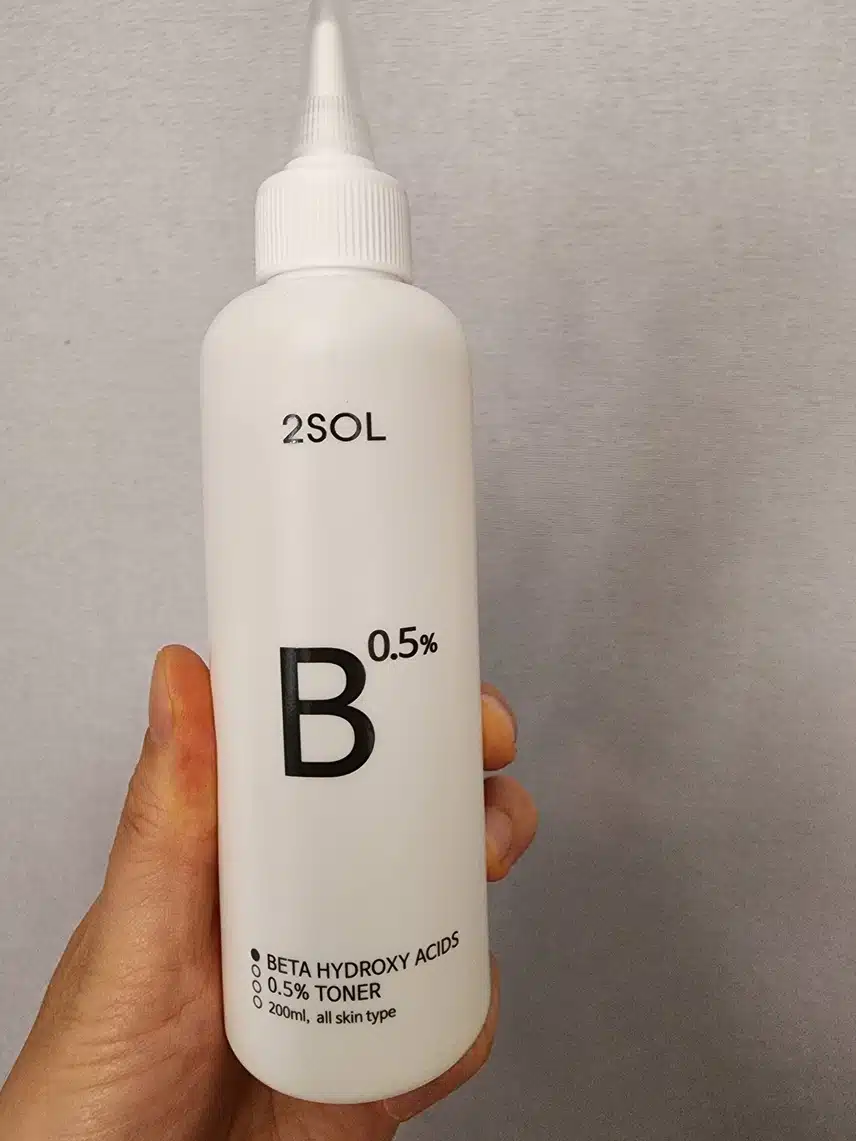 2SOL
B 0.5%
BETA HYDROXY ACIDS
0.5% TONER
200ml, all skin type